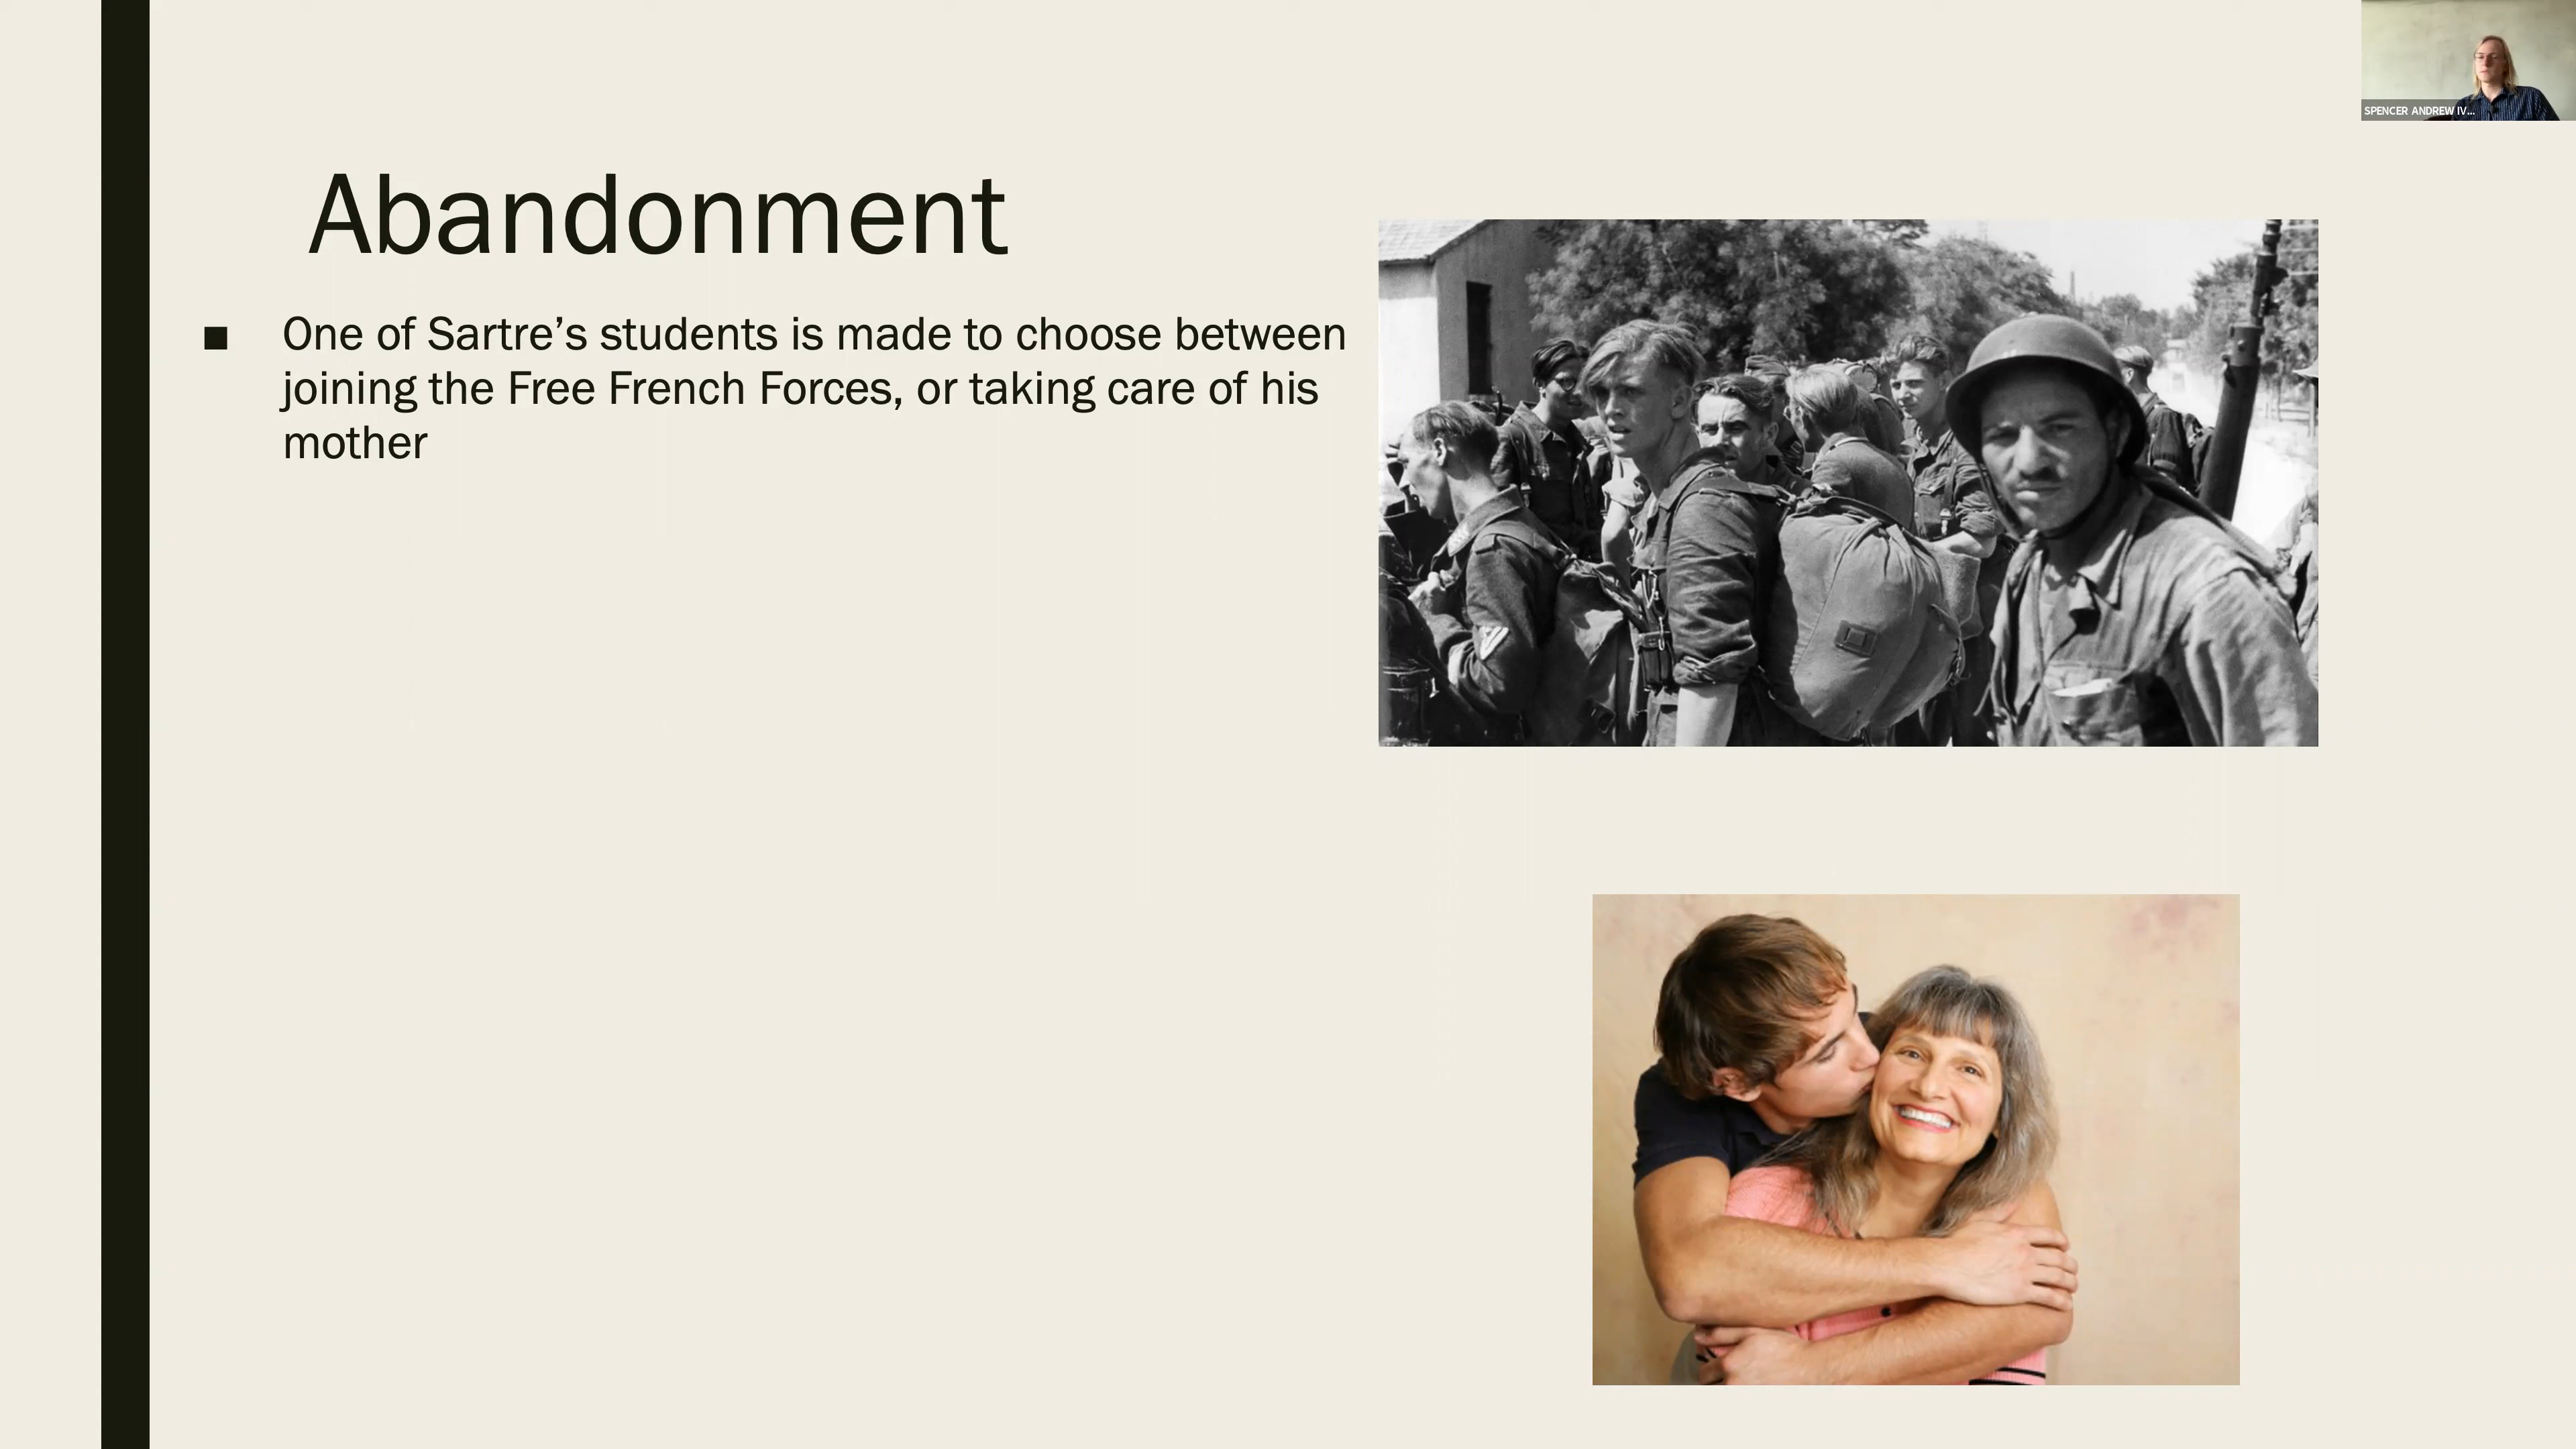 SPENCER ANDREW IV...
Abandonment
■ One of Sartre’s students is made to choose between
joining the Free French Forces, or taking care of his
mother